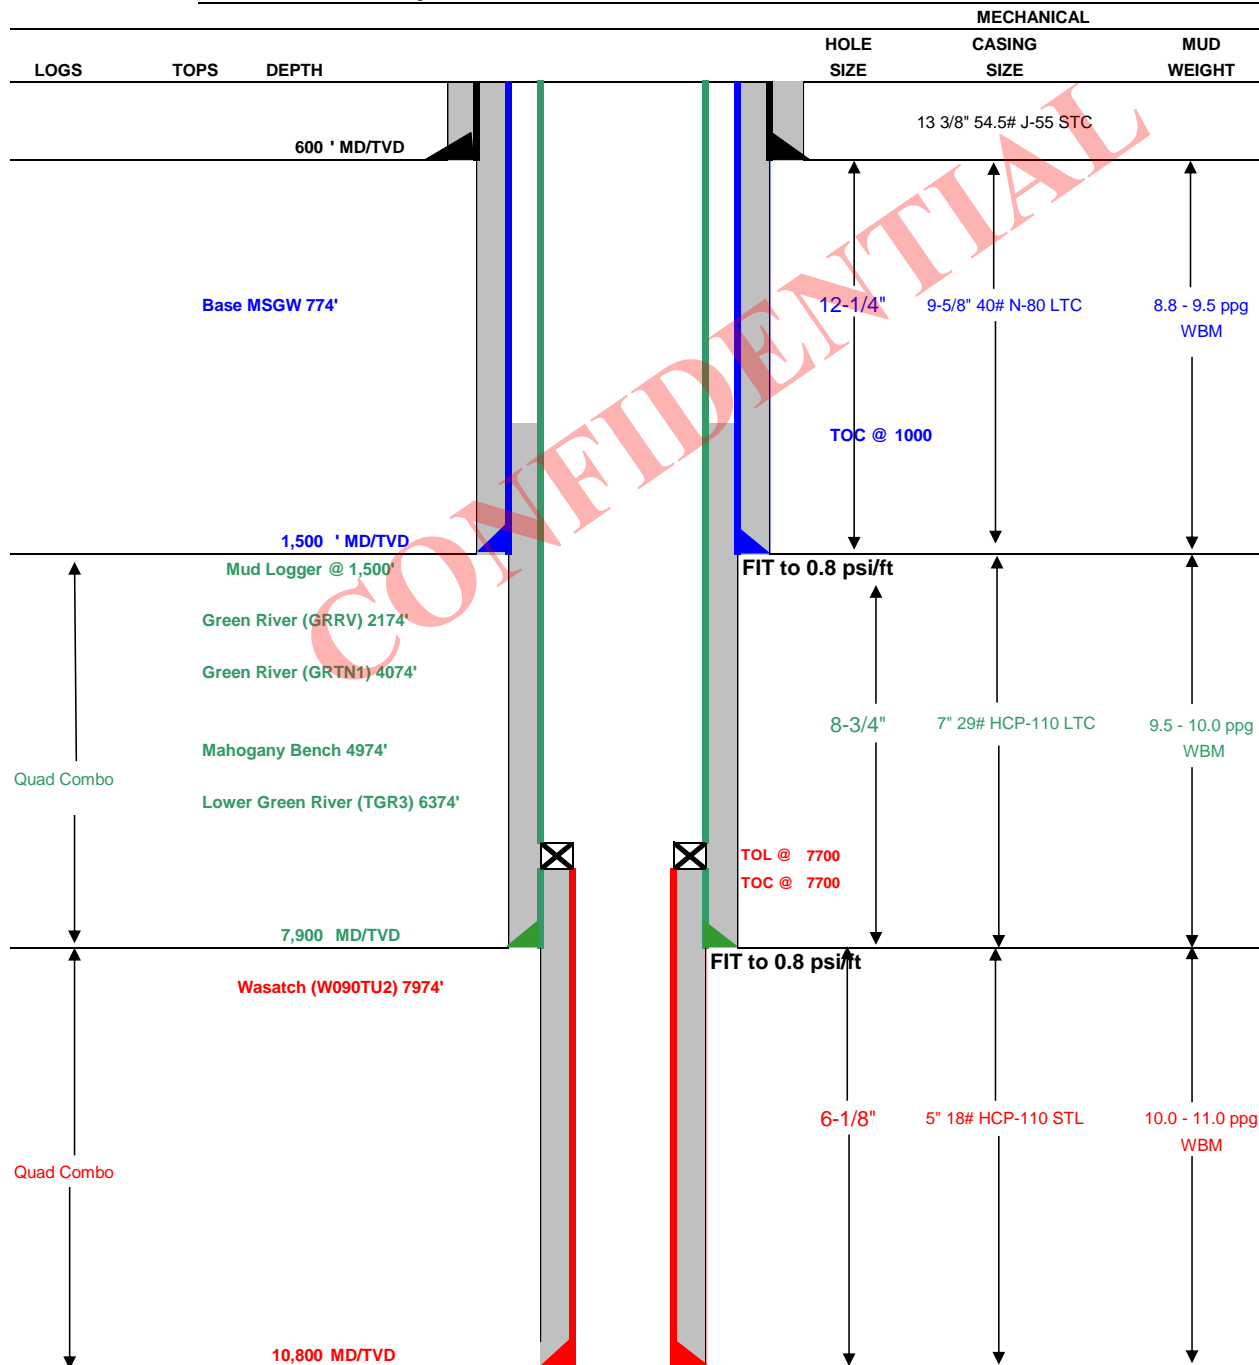 MECHANICAL
HOLE CASING MUD
LOGS TOPS DEPTH SIZE SIZE WEIGHT
13 3/8" 54.5# J-55 STC
600 ' MD/TVD
Base MSGW 774'
12-1/4" 9-5/8" 40# N-80 LTC 8.8 - 9.5 ppg
WBM
TOC @ 1000
1,500 ' MD/TVD
Mud Logger @ 1,500'
FIT to 0.8 psi/ft
Green River (GRRV) 2174'
Green River (GRTN1) 4074'
8-3/4" 7" 29# HCP-110 LTC 9.5 - 10.0 ppg
WBM
Mahogany Bench 4974'
Quad Combo
Lower Green River (TGR3) 6374'
TOL @ 7700
TOC @ 7700
7,900 MD/TVD
FIT to 0.8 psi/ft
Wasatch (W090TU2) 7974'
6-1/8" 5" 18# HCP-110 STL 10.0 - 11.0 ppg
WBM
Quad Combo
10,800 MD/TVD
CONFIDENTIAL